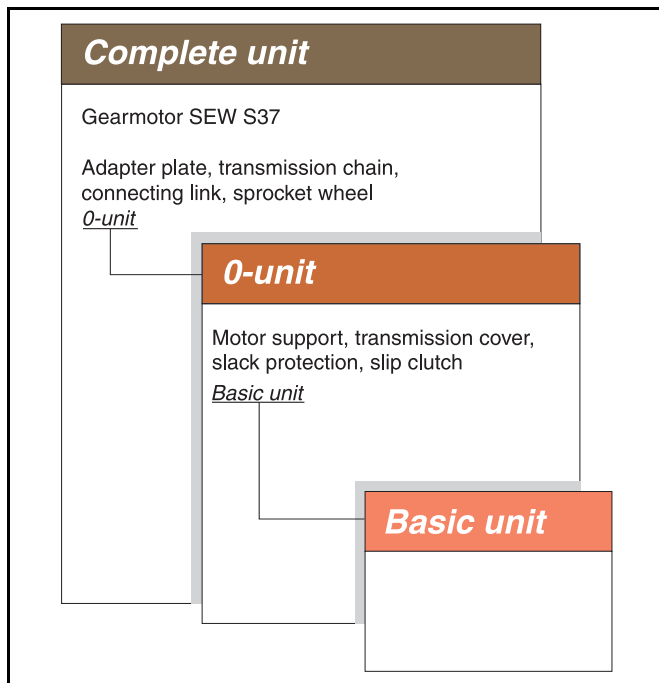 Complete unit
Gearmotor SEW S37
Adapter plate, transmission chain,
connecting link, sprocket wheel
0-unit
0-unit
Motor support, transmission cover,
slack protection, slip clutch
Basic unit
Basic unit